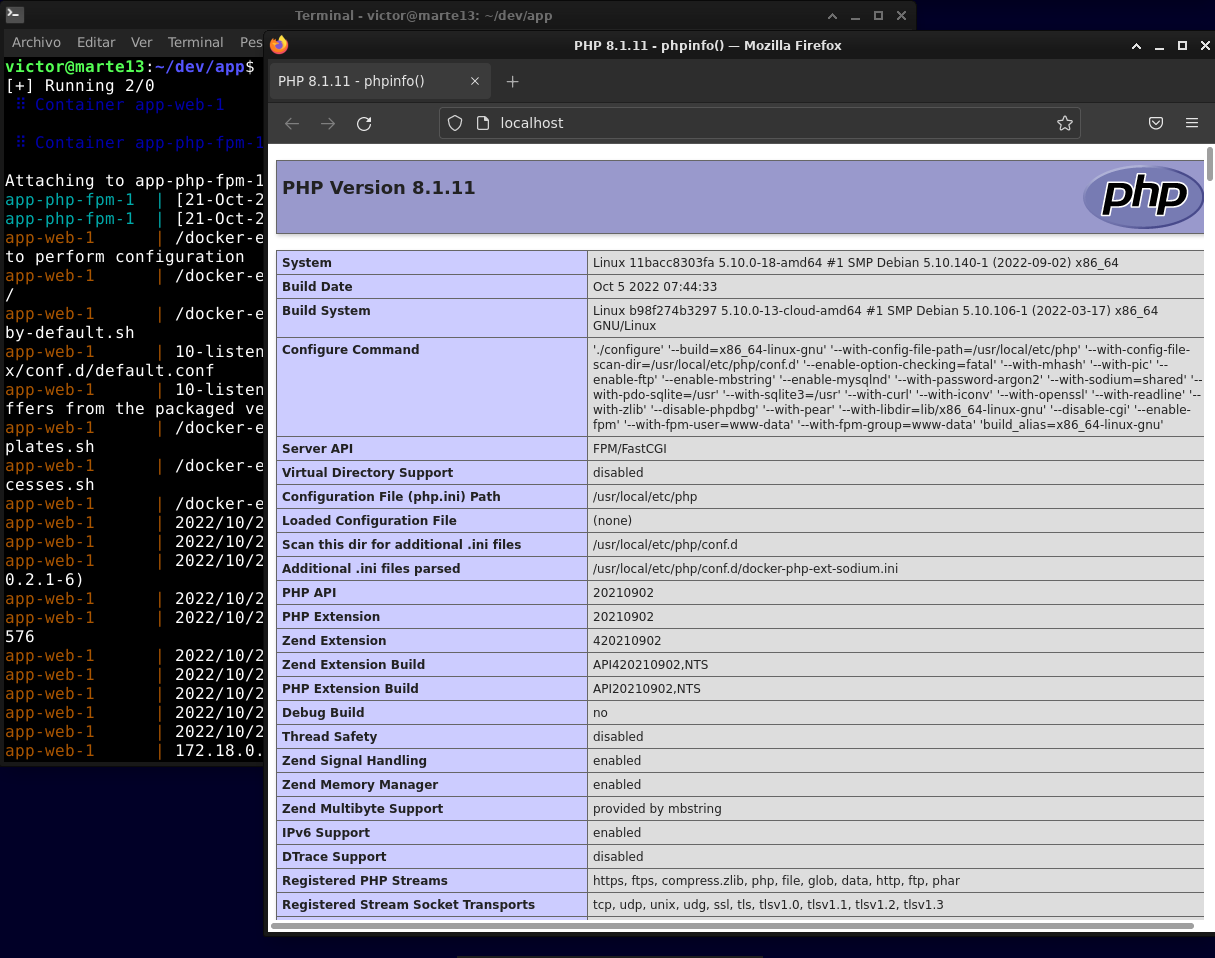 Terminal - victor@marte13: ~/dev/app
Archivo Editar Ver Terminal Pes
victor@marte13:~/dev/app$
[+] Running 2/0
⠿ Container app-web-1
⠿ Container app-php-fpm-1
Attaching to app-php-fpm-1
app-php-fpm-1 | [21-Oct-2
app-php-fpm-1 | [21-Oct-2
app-web-1 | /docker-e
to perform configuration
app-web-1 | /docker-e
/
app-web-1 | /docker-e
by-default.sh
app-web-1 | 10-listen
x/conf.d/default.conf
app-web-1 | 10-listen
ffers from the packaged ve
app-web-1 | /docker-e
plates.sh
app-web-1 | /docker-e
cesses.sh
app-web-1 | /docker-e
app-web-1 | 2022/10/2
app-web-1 | 2022/10/2
app-web-1 | 2022/10/2
0.2.1-6)
app-web-1 | 2022/10/2
app-web-1 | 2022/10/2
576
app-web-1 | 2022/10/2
app-web-1 | 2022/10/2
app-web-1 | 2022/10/2
app-web-1 | 2022/10/2
app-web-1 | 2022/10/2
app-web-1 | 172.18.0.
PHP 8.1.11 - phpinfo() — Mozilla Firefox
PHP 8.1.11 - phpinfo()
localhost
PHP Version 8.1.11
php
System Linux 11bacc8303fa 5.10.0-18-amd64 #1 SMP Debian 5.10.140-1 (2022-09-02) x86_64
Build Date Oct 5 2022 07:44:33
Build System Linux b98f274b3297 5.10.0-13-cloud-amd64 #1 SMP Debian 5.10.106-1 (2022-03-17) x86_64
GNU/Linux
Configure Command './configure' '--build=x86_64-linux-gnu' '--with-config-file-path=/usr/local/etc/php' '--with-config-file-
scan-dir=/usr/local/etc/php/conf.d' '--enable-option-checking=fatal' '--with-mhash' '--with-pic' '--
enable-ftp' '--enable-mbstring' '--enable-mysqlnd' '--with-password-argon2' '--with-sodium=shared' '--
with-pdo-sqlite=/usr' '--with-sqlite3=/usr' '--with-curl' '--with-iconv' '--with-openssl' '--with-readline' '--
with-zlib' '--disable-phpdbg' '--with-pear' '--with-libdir=lib/x86_64-linux-gnu' '--disable-cgi' '--enable-
fpm' '--with-fpm-user=www-data' '--with-fpm-group=www-data' 'build_alias=x86_64-linux-gnu'
Server API FPM/FastCGI
Virtual Directory Support disabled
Configuration File (php.ini) Path /usr/local/etc/php
Loaded Configuration File (none)
Scan this dir for additional .ini files /usr/local/etc/php/conf.d
Additional .ini files parsed /usr/local/etc/php/conf.d/docker-php-ext-sodium.ini
PHP API 20210902
PHP Extension 20210902
Zend Extension 420210902
Zend Extension Build API420210902,NTS
PHP Extension Build API20210902,NTS
Debug Build no
Thread Safety disabled
Zend Signal Handling enabled
Zend Memory Manager enabled
Zend Multibyte Support provided by mbstring
IPv6 Support enabled
DTrace Support disabled
Registered PHP Streams https, ftps, compress.zlib, php, file, glob, data, http, ftp, phar
Registered Stream Socket Transports tcp, udp, unix, udg, ssl, tls, tlsv1.0, tlsv1.1, tlsv1.2, tlsv1.3